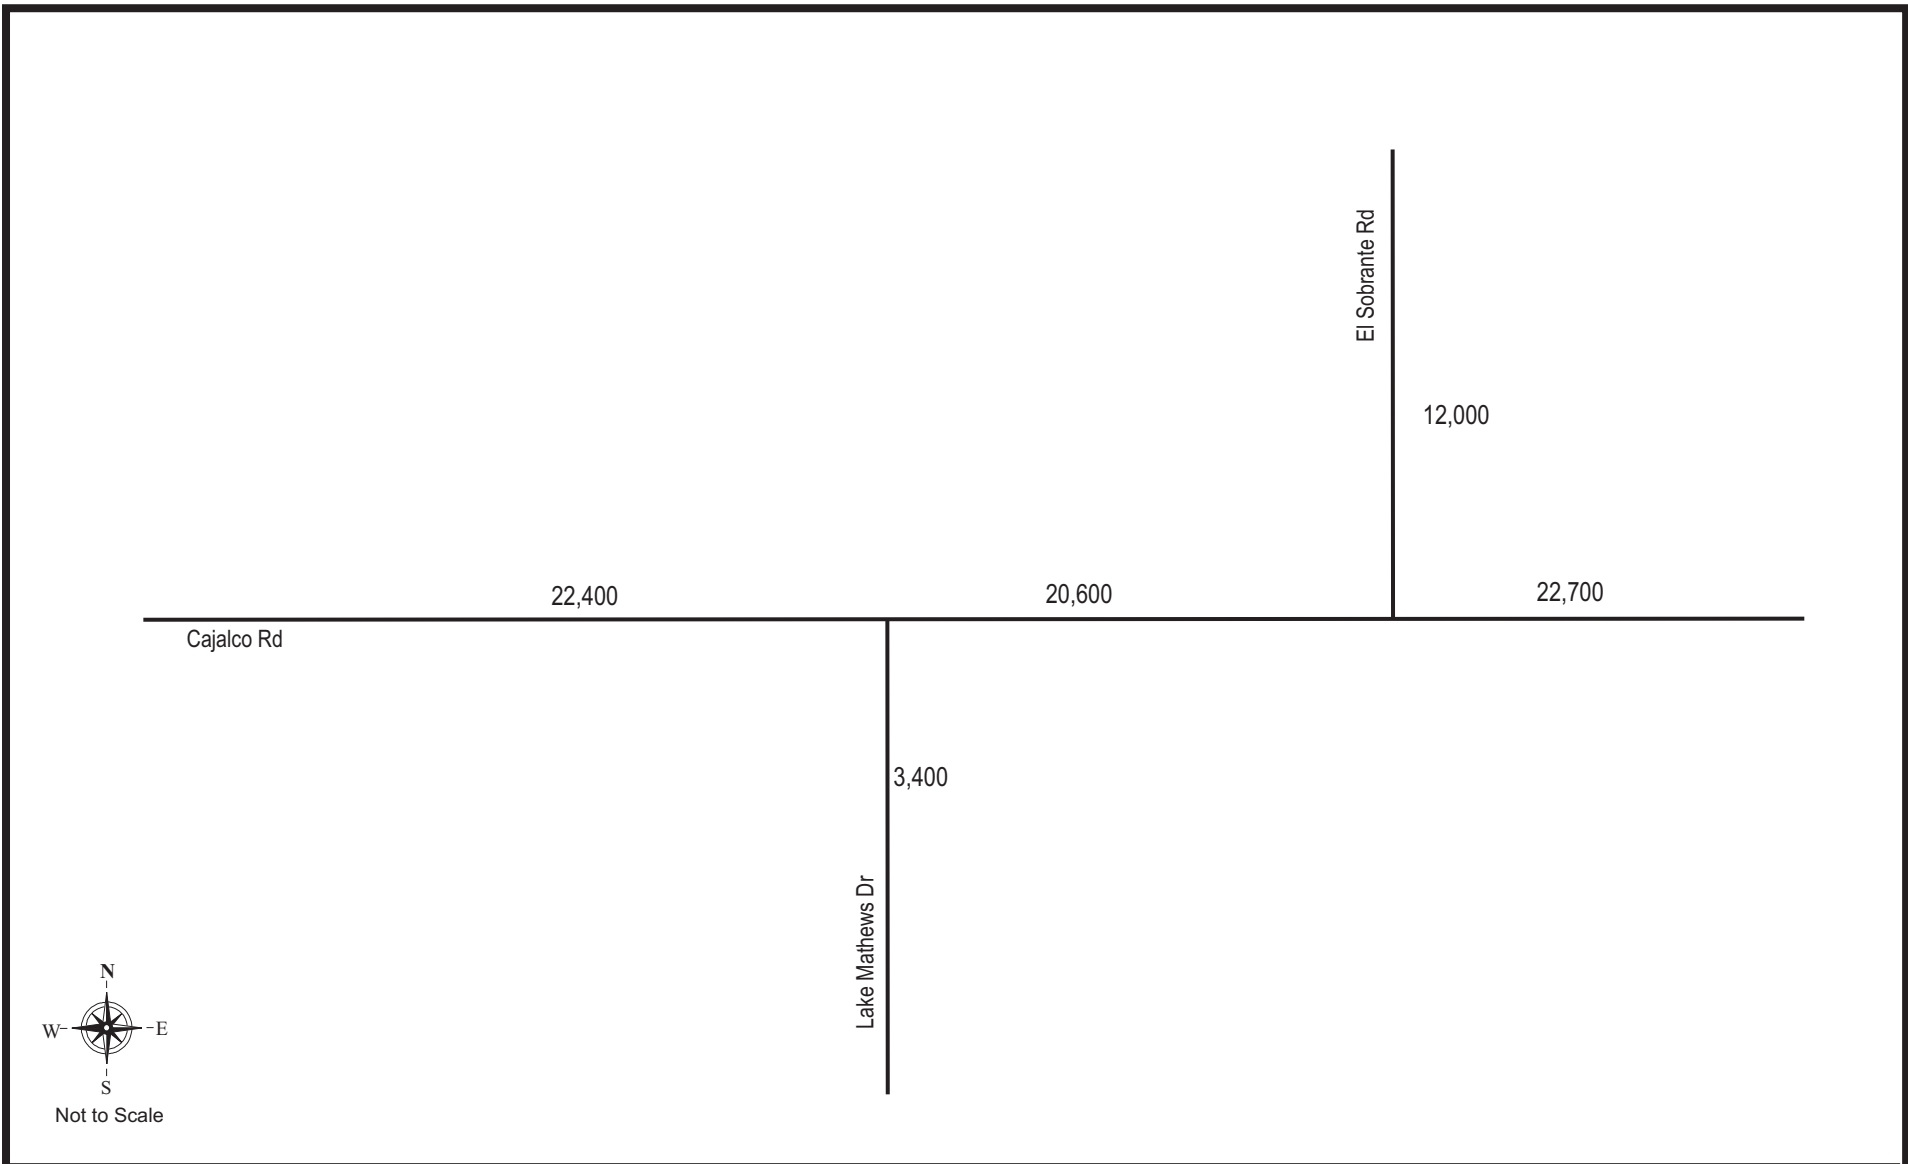 El Sobrante Rd
12,000
22,400
20,600
22,700
Cajalco Rd
3,400
Lake Mathews Dr
N
W
E
S
Not to Scale